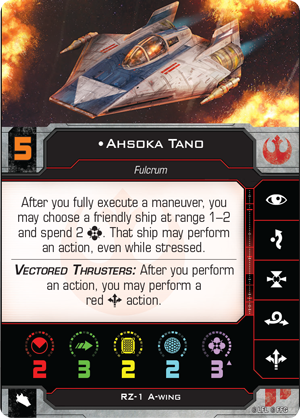 5
•Ahsoka Tano
Fulcrum
After you fully execute a maneuver, you
may choose a friendly ship at range 1–2
and spend 2 . That ship may perform
an action, even while stressed.
Vectored Thrusters: After you perform
an action, you may perform a
red action.
2 3 2 2 3
RZ-1 A-wing
©LFL ©FFG